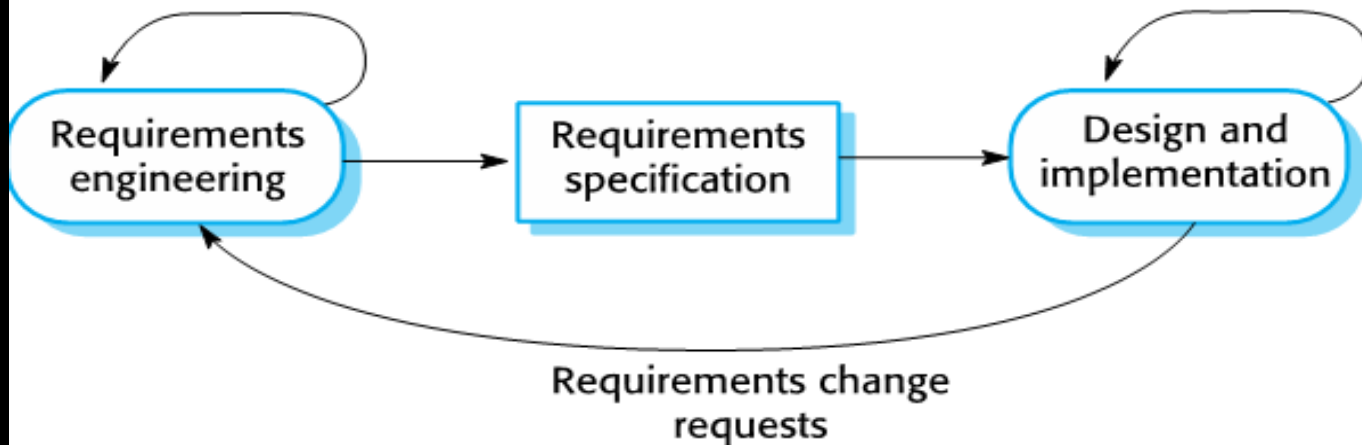 Requirements
engineering
Requirements
specification
Design and
implementation
Requirements change
requests